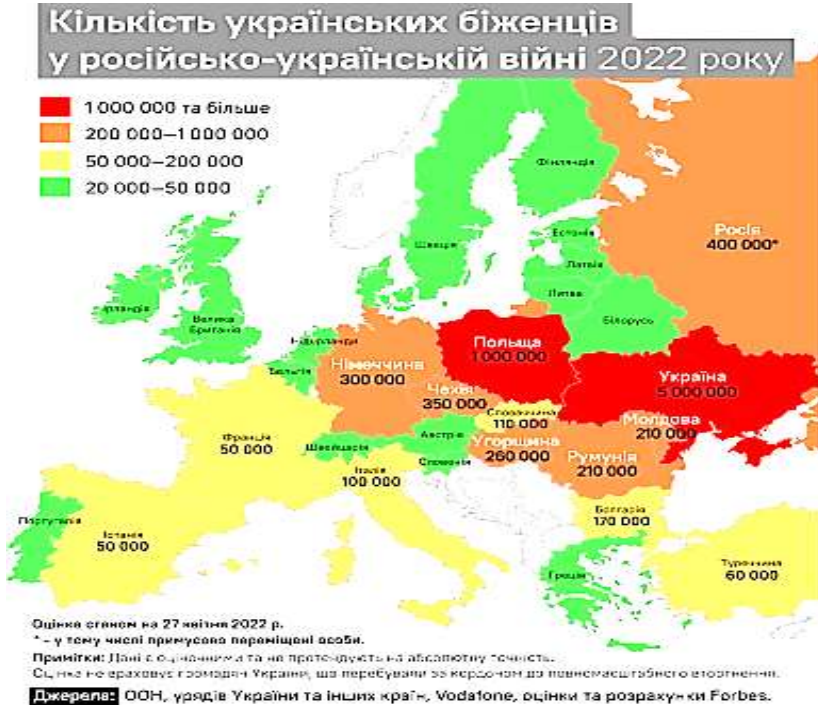 Кількість українських біженців
у російсько-українській війні 2022 року
1 000 000 та більше
200 000–1 000 000
50 000–200 000
20 000–50 000
Фінляндія
Росія
400 000*
Швеція
Естонія
Латвія
Литва
Білорусь
Ірландія
Велика
Британія
Нідерланди
Бельгія
Німеччина
300 000
Польща
1 000 000
Україна
5 000 000
Чехія
350 000
Словаччина
110 000
Молдова
210 000
Франція
50 000
Швейцарія
Австрія
Угорщина
260 000
Румунія
210 000
Словенія
Італія
100 000
Болгарія
170 000
Португалія
Іспанія
50 000
Греція
Туреччина
60 000
Оцінка станом на 27 квітня 2022 р.
* – у тому числі примусово переміщені особи.
Примітки: Дані є оціночними та не претендують на абсолютну точність.
Оцінка не враховує громадян України, що перебували за кордоном до повномасштабного вторгнення.
Джерела: ООН, урядів України та інших країн, Vodafone, оцінки та розрахунки Forbes.